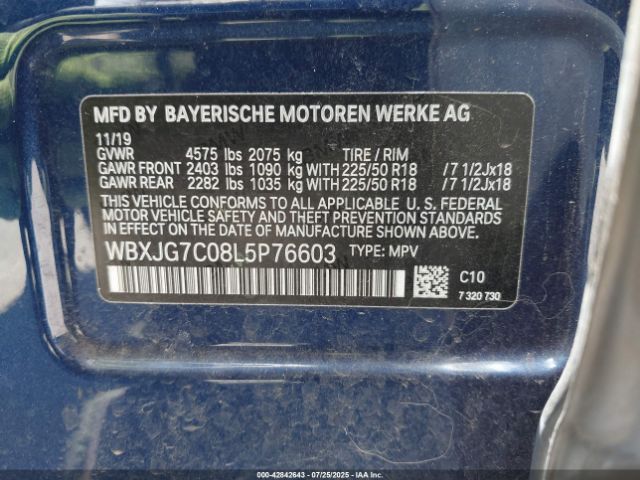 MFD BY BAYERISCHE MOTOREN WERKE AG
11/19
GVWR 4575 lbs 2075 kg TIRE / RIM
GAWR FRONT 2403 lbs 1090 kg WITH 225/50 R18 / 7 1/2Jx18
GAWR REAR 2282 lbs 1035 kg WITH 225/50 R18 / 7 1/2Jx18
THIS VEHICLE CONFORMS TO ALL APPLICABLE U. S. FEDERAL
MOTOR VEHICLE SAFETY AND THEFT PREVENTION STANDARDS
IN EFFECT ON THE DATE OF MANUFACTURE SHOWN ABOVE.
WBXJG7C08L5P76603 TYPE: MPV
C10
7 320 730
000-42842643 07/25/2025 IAAI.COM